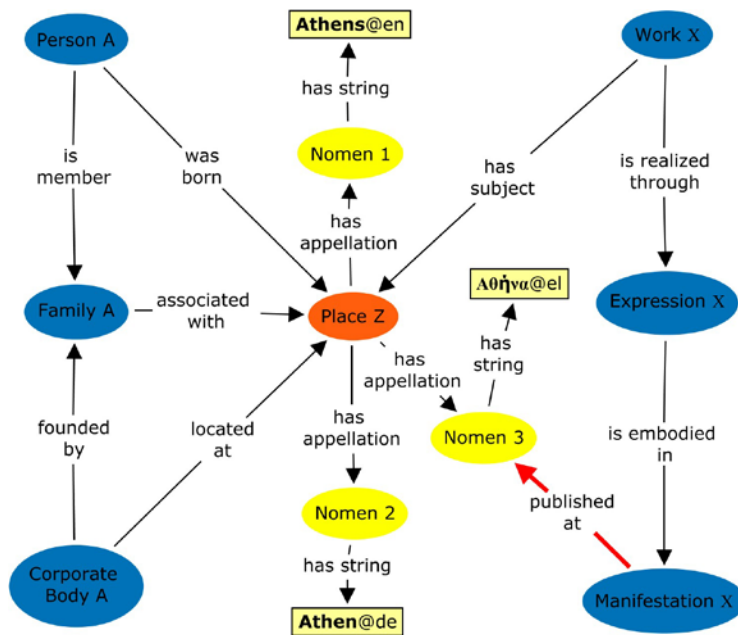 Athens@en
Person A
Work X
has string
Nomen 1
is
member
was
born
has
subject
is realized
through
has
appellation
Αθήνα@el
Family A
associated
with
Place Z
Expression X
has
string
has
appellation
founded
by
located
at
has
appellation
Nomen 3
is embodied
in
published
at
Nomen 2
has string
Corporate
Body A
Manifestation X
Athen@de